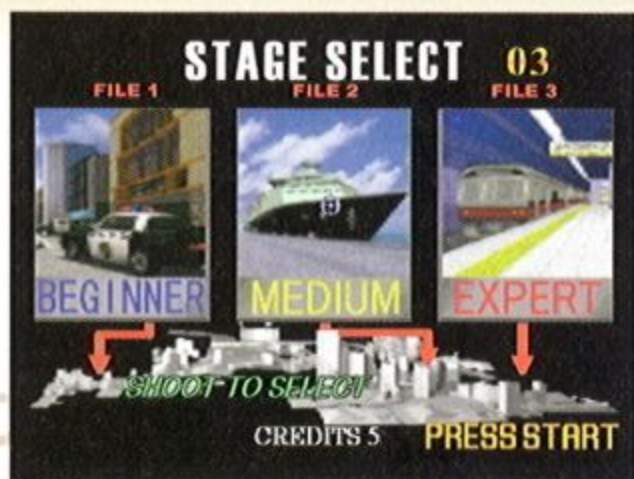 STAGE SELECT 03
FILE 1 FILE 2 FILE 3
BEGINNER MEDIUM EXPERT
SHOOT TO SELECT
CREDITS 5 PRESS START